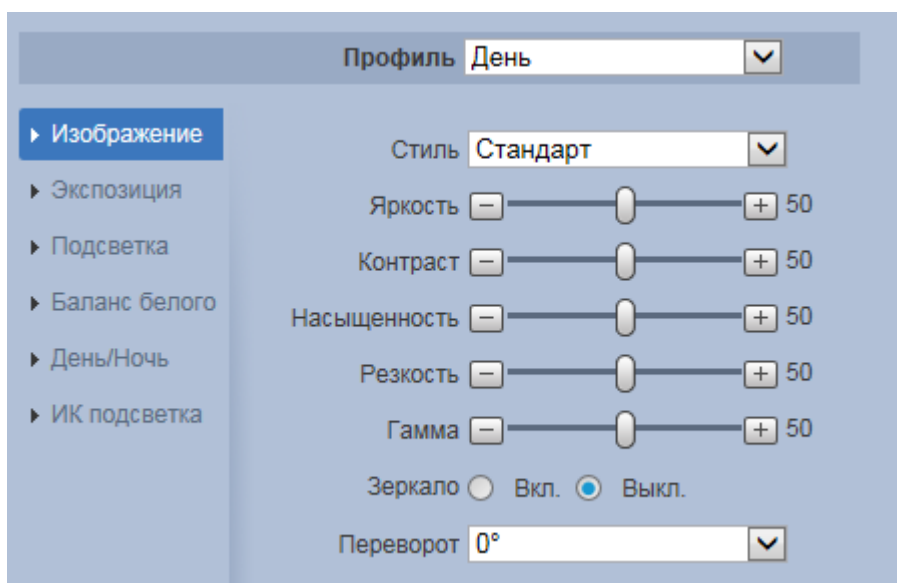 Профиль День
Изображение
Стиль Стандарт
Экспозиция
Яркость 50
Подсветка
Контраст 50
Баланс белого
Насыщенность 50
День/Ночь
Резкость 50
ИК подсветка
Гамма 50
Зеркало Вкл. Выкл.
Переворот 0°